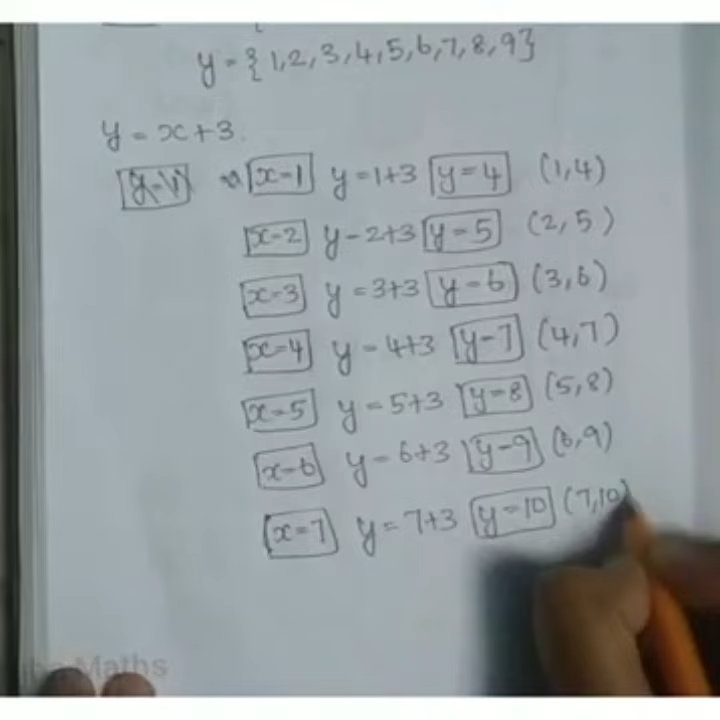 y = {1,2,3,4,5,6,7,8,9}
y = x+3.
x=1 y=1+3 y=4 (1,4)
x=2 y=2+3 y=5 (2,5)
x=3 y=3+3 y=6 (3,6)
x=4 y=4+3 y=7 (4,7)
x=5 y=5+3 y=8 (5,8)
x=6 y=6+3 y=9 (6,9)
x=7 y=7+3 y=10 (7,10)
Maths